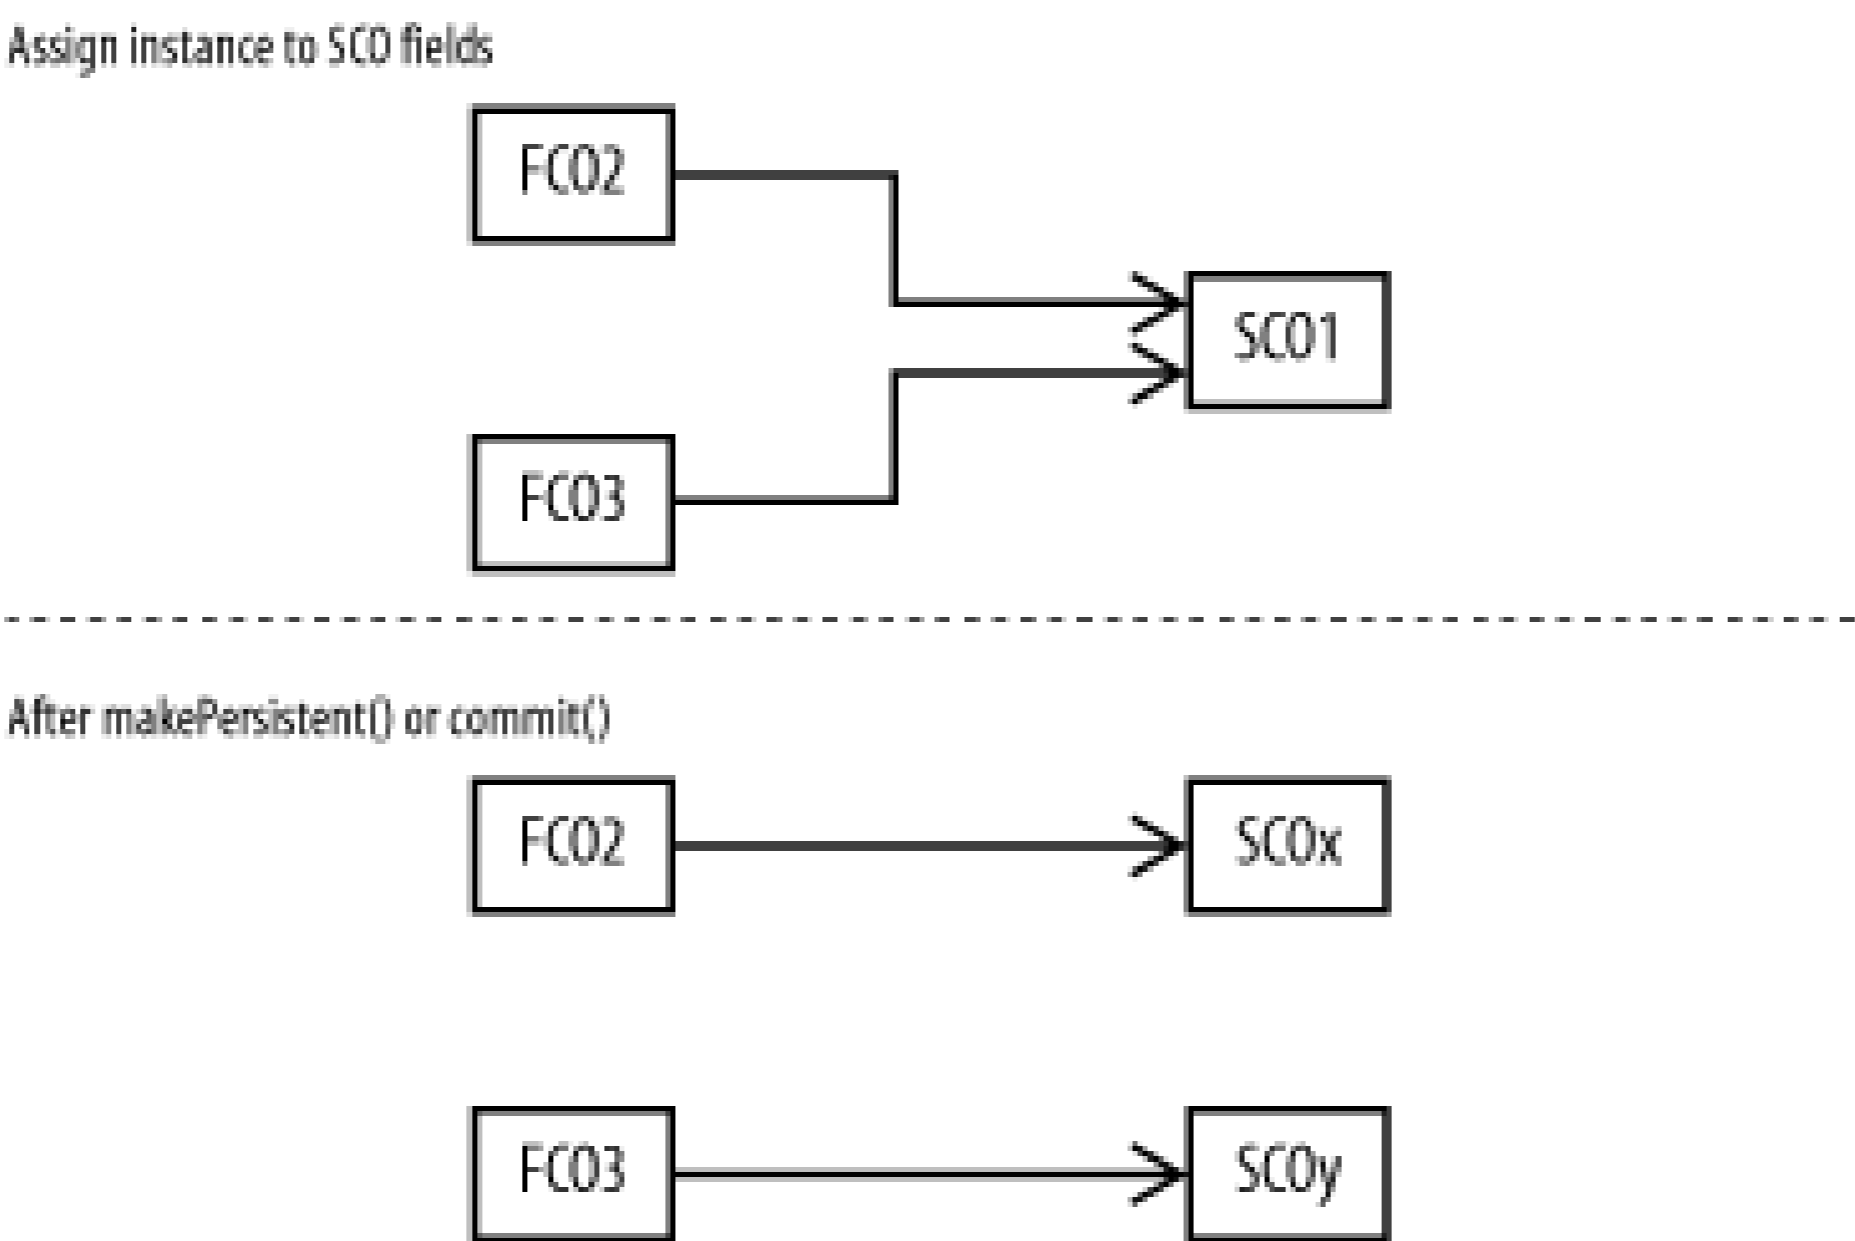 Assign instance to SCO fields
FCO2
SCO1
FCO3
After makePersistent() or commit()
FCO2
SCOx
FCO3
SCOy